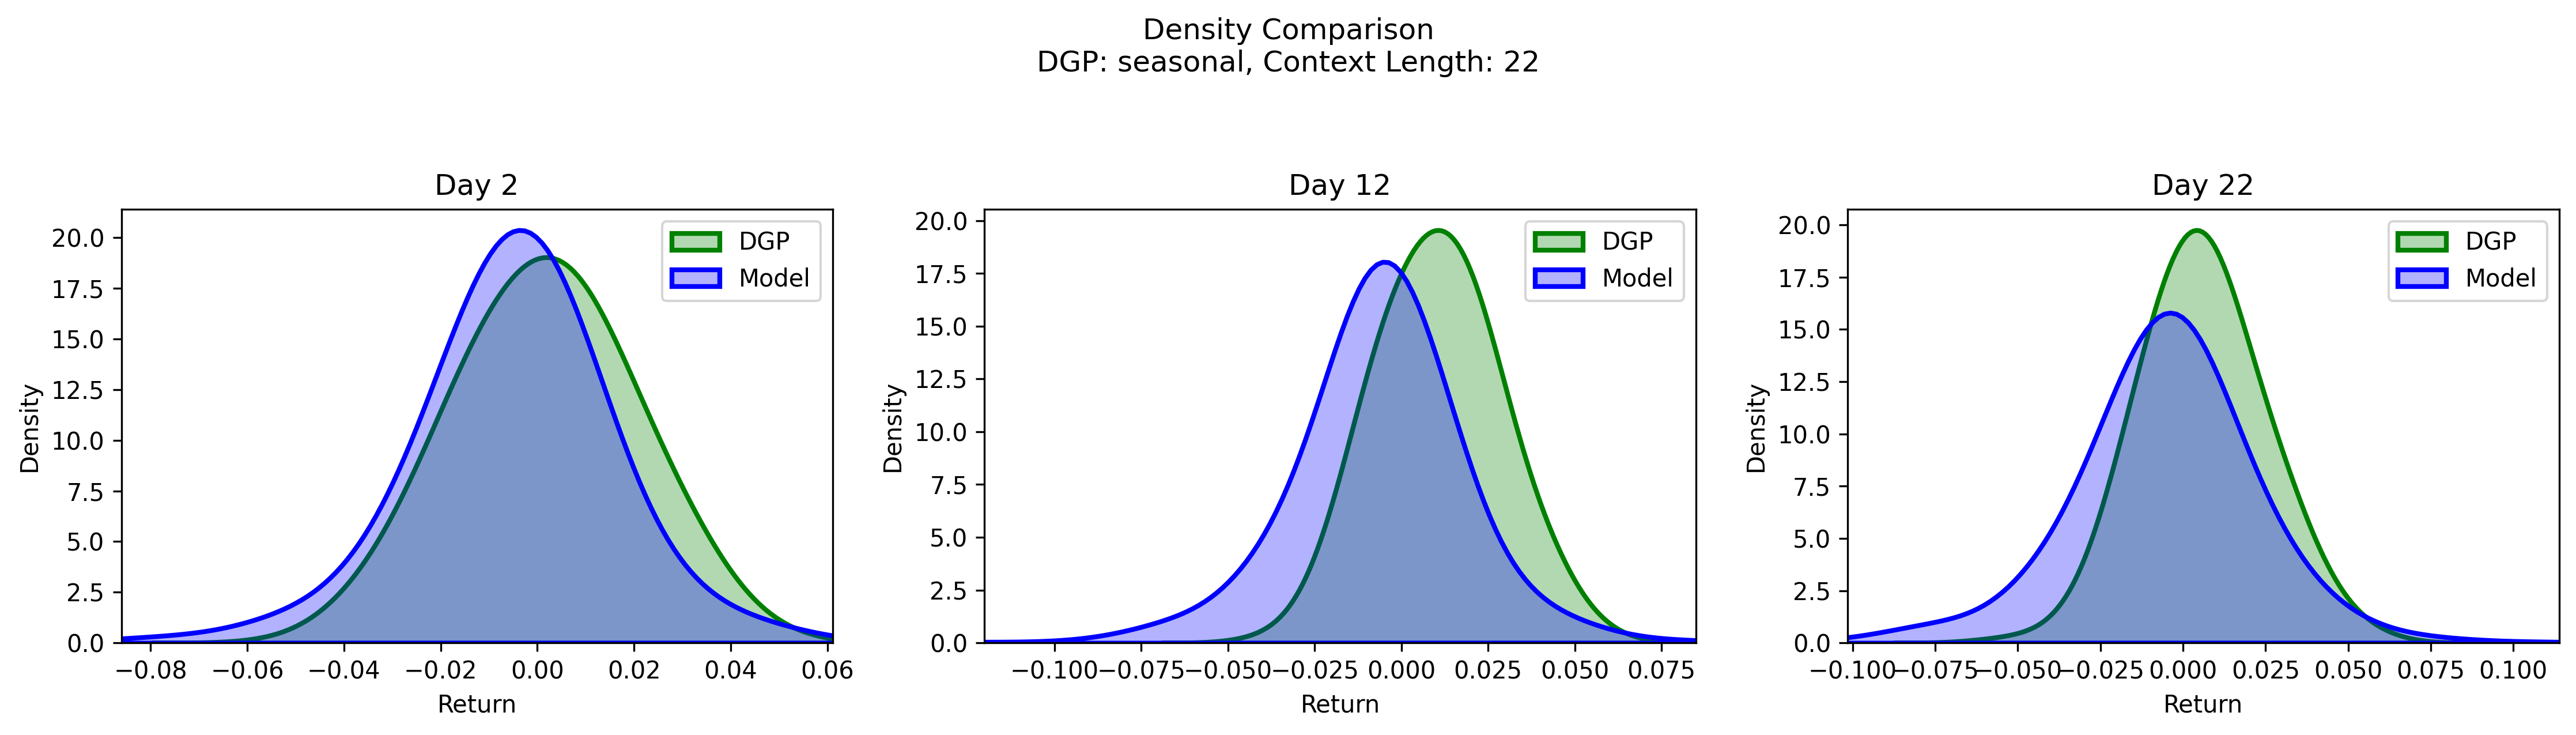 Density Comparison
DGP: seasonal, Context Length: 22
Day 2
20.0
17.5
15.0
12.5
10.0
7.5
5.0
2.5
0.0
Density
DGP
Model
−0.08 −0.06 −0.04 −0.02 0.00 0.02 0.04 0.06
Return
Day 12
20.0
17.5
15.0
12.5
10.0
7.5
5.0
2.5
0.0
Density
DGP
Model
−0.100 −0.075 −0.050 −0.025 0.000 0.025 0.050 0.075
Return
Day 22
20.0
17.5
15.0
12.5
10.0
7.5
5.0
2.5
0.0
Density
DGP
Model
−0.100 −0.075 −0.050 −0.025 0.000 0.025 0.050 0.075 0.100
Return